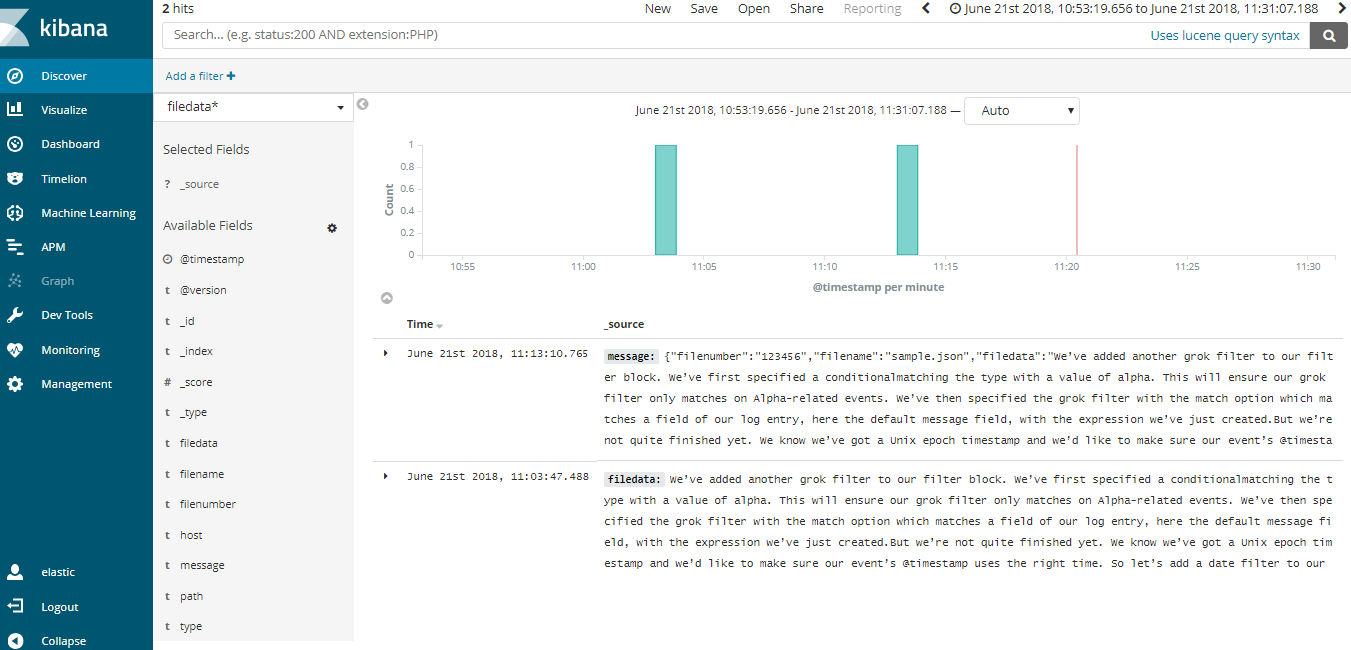 kibana
Discover
Visualize
Dashboard
Timelion
Machine Learning
APM
Graph
Dev Tools
Monitoring
Management
elastic
Logout
Collapse
2 hits
New Save Open Share Reporting June 21st 2018, 10:53:19.656 to June 21st 2018, 11:31:07.188
Search... (e.g. status:200 AND extension:PHP) Uses lucene query syntax
Add a filter +
filedata*
Selected Fields
? _source
Available Fields
@timestamp
t @version
t _id
t _index
# _score
t _type
t filedata
t filename
t filenumber
t host
t message
t path
t type
June 21st 2018, 10:53:19.656 - June 21st 2018, 11:31:07.188 — Auto
Count
1
0.8
0.6
0.4
0.2
0
10:55 11:00 11:05 11:10 11:15 11:20 11:25 11:30
@timestamp per minute
Time _source
June 21st 2018, 11:13:10.765 message: {"filenumber":"123456","filename":"sample.json","filedata":"We’ve added another grok filter to our filt
er block. We’ve first specified a conditionalmatching the type with a value of alpha. This will ensure our grok
filter only matches on Alpha-related events. We’ve then specified the grok filter with the match option which ma
tches a field of our log entry, here the default message field, with the expression we’ve just created.But we’re
not quite finished yet. We know we’ve got a Unix epoch timestamp and we’d like to make sure our event’s @timesta
June 21st 2018, 11:03:47.488 filedata: We’ve added another grok filter to our filter block. We’ve first specified a conditionalmatching the t
ype with a value of alpha. This will ensure our grok filter only matches on Alpha-related events. We’ve then spe
cified the grok filter with the match option which matches a field of our log entry, here the default message fi
eld, with the expression we’ve just created.But we’re not quite finished yet. We know we’ve got a Unix epoch tim
estamp and we’d like to make sure our event’s @timestamp uses the right time. So let’s add a date filter to our